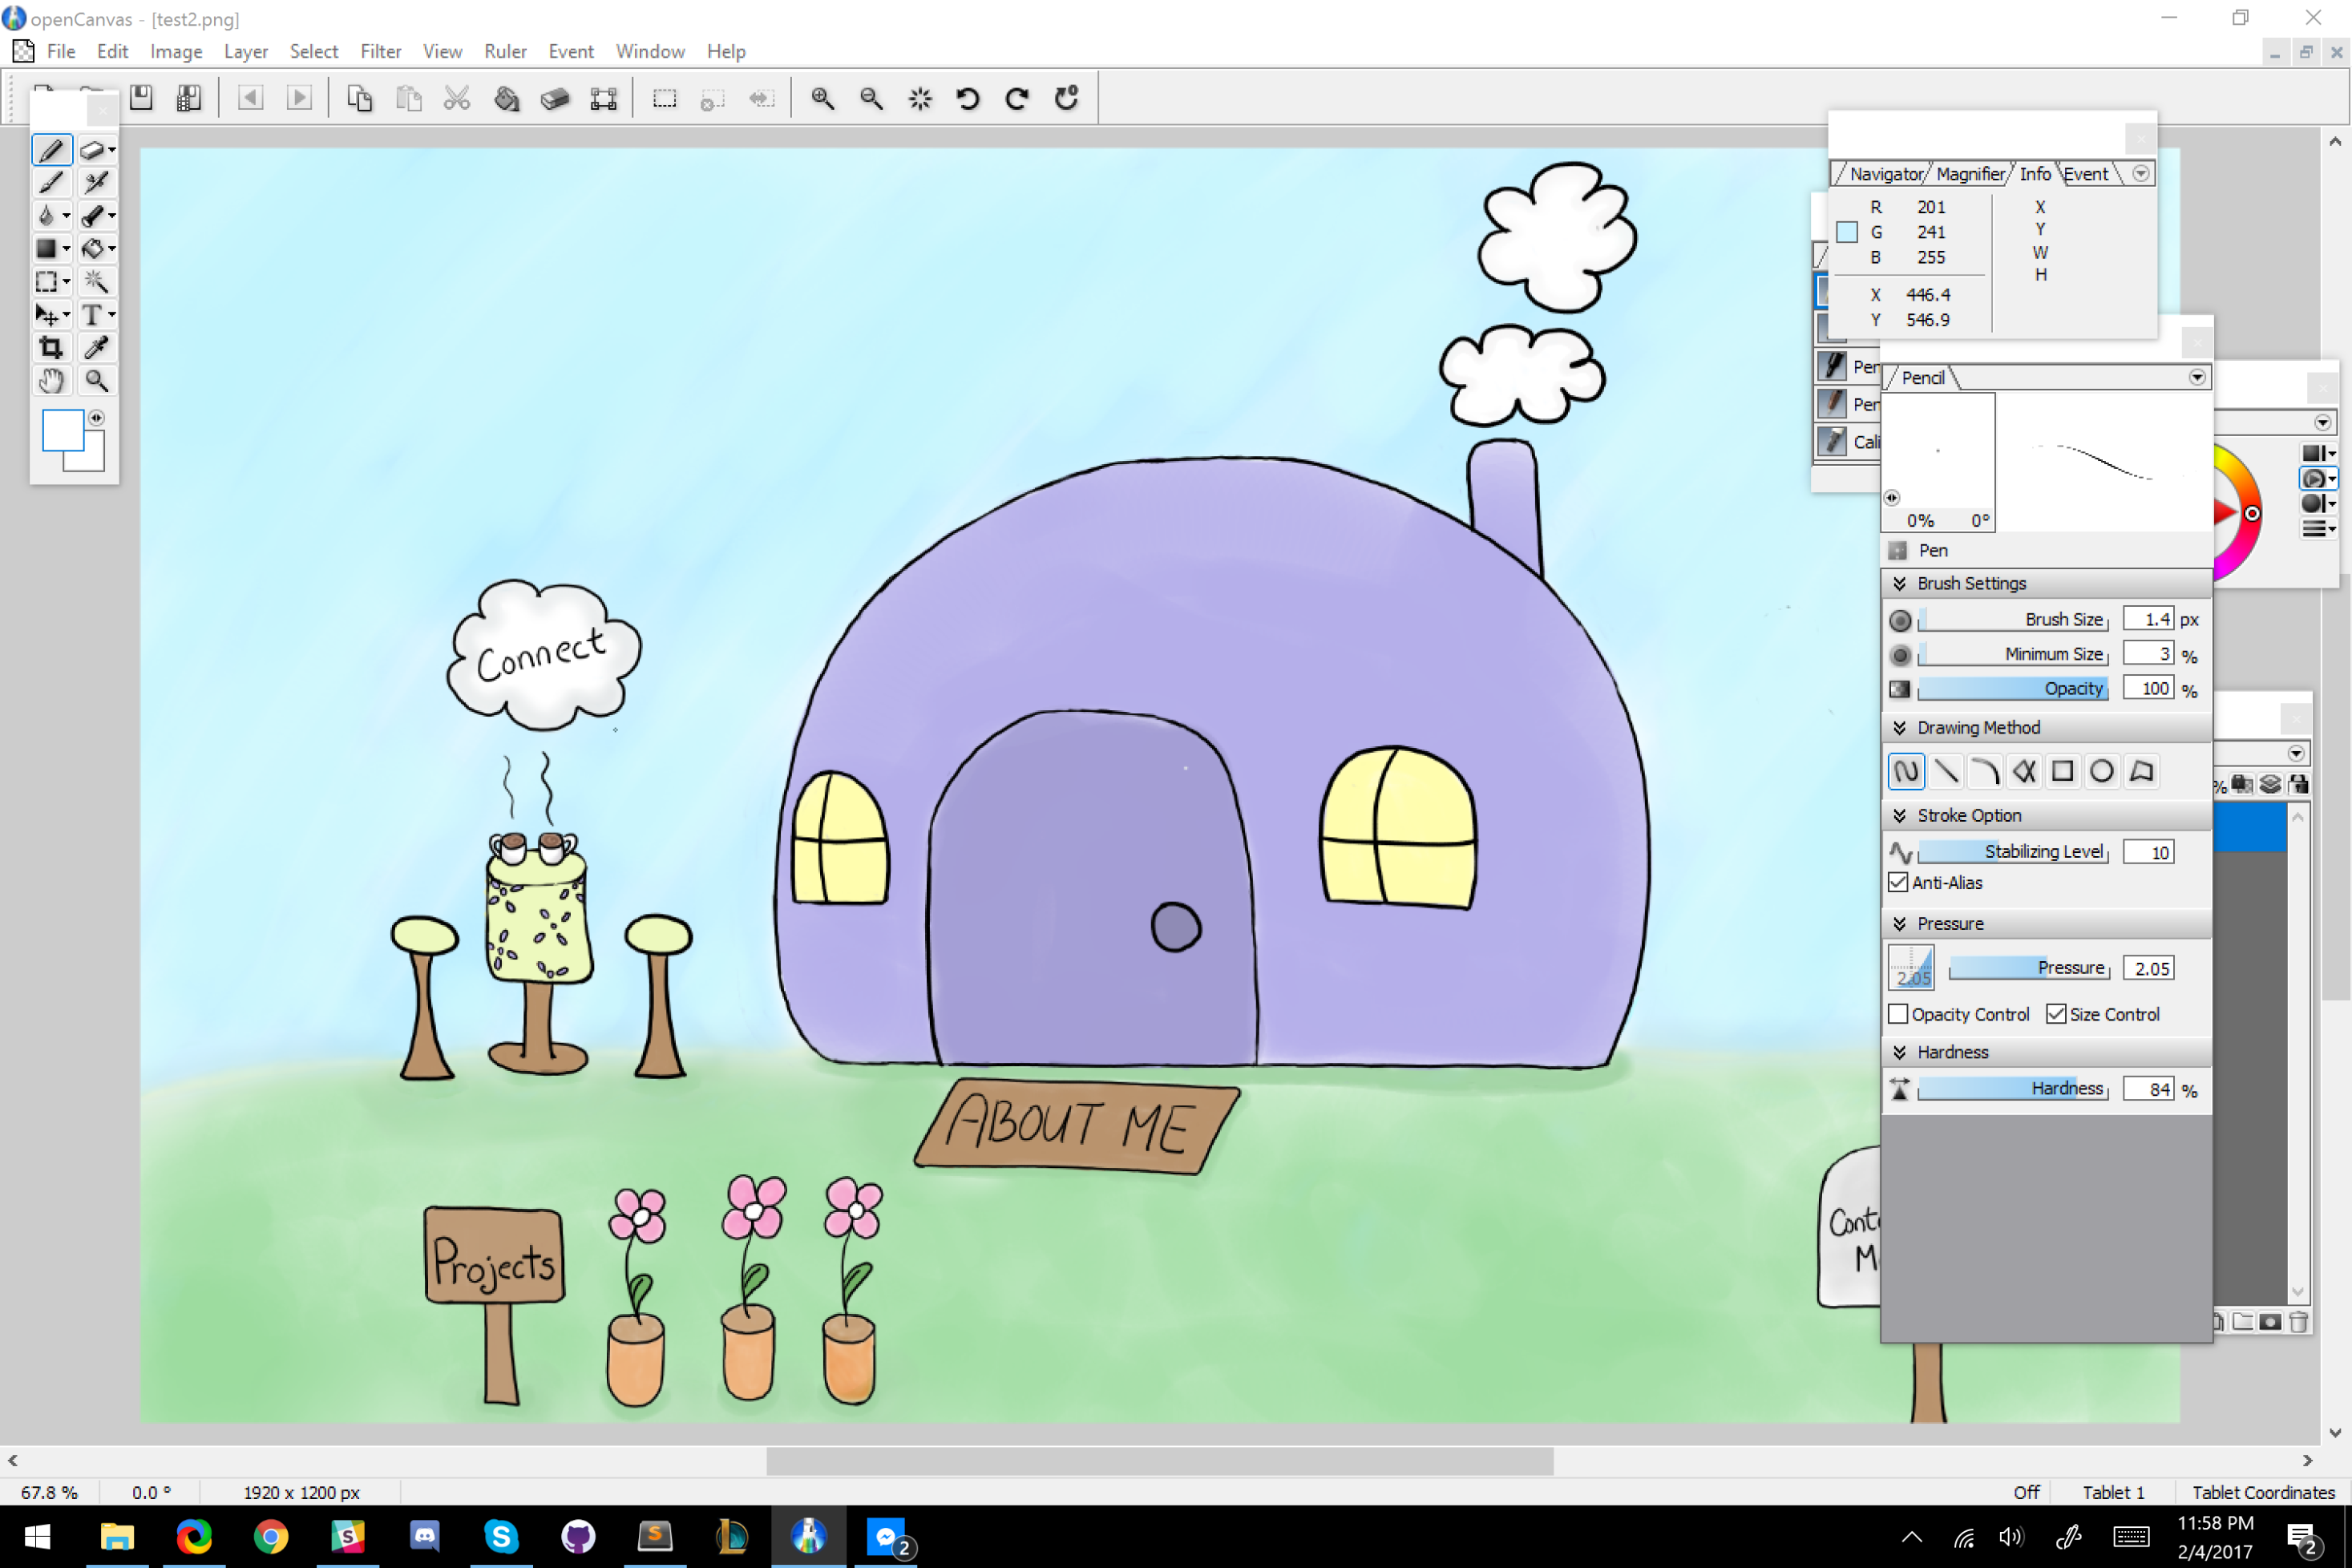 openCanvas - [test2.png]
File Edit Image Layer Select Filter View Ruler Event Window Help
Navigator Magnifier Info Event
R 201
G 241
B 255
X 446.4
Y 546.9
X
Y
W
H
Pencil
0% 0°
Pen
Brush Settings
Brush Size 1.4 px
Minimum Size 3 %
Opacity 100 %
Drawing Method
Stroke Option
Stabilizing Level 10
Anti-Alias
Pressure
2.05 Pressure 2.05
Opacity Control Size Control
Hardness
Hardness 84 %
Pen
Pen
Cali
%
Connect
ABOUT ME
Projects
Conta
M
67.8 % 0.0 ° 1920 x 1200 px Off Tablet 1 Tablet Coordinates
S
S
L
2
11:58 PM
2/4/2017
2